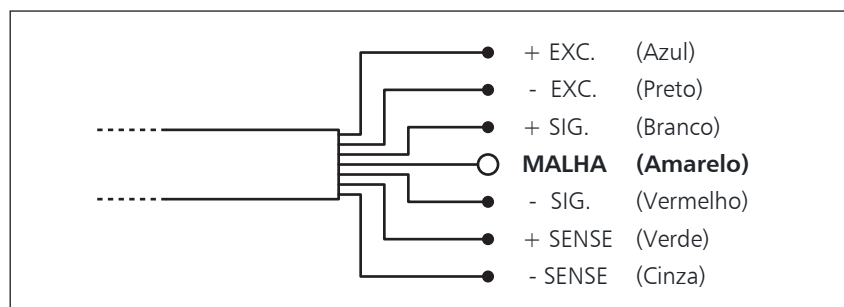 + EXC. (Azul)
- EXC. (Preto)
+ SIG. (Branco)
MALHA (Amarelo)
- SIG. (Vermelho)
+ SENSE (Verde)
- SENSE (Cinza)